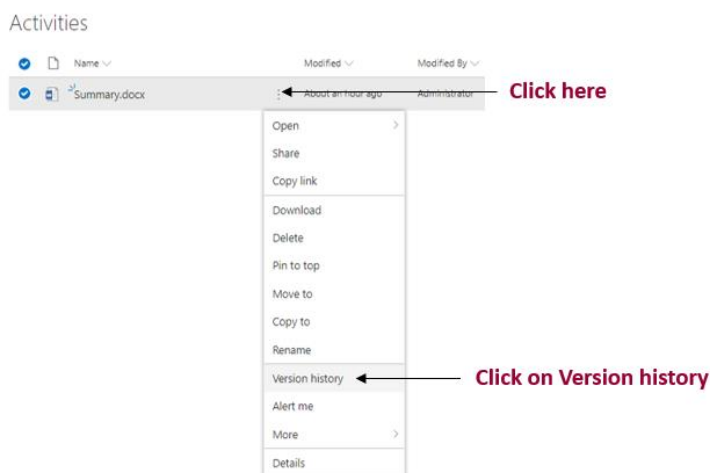 Activities
Name Modified Modified By
Summary.docx About an hour ago Administrator Click here
Open
Share
Copy link
Download
Delete
Pin to top
Move to
Copy to
Rename
Version history Click on Version history
Alert me
More
Details